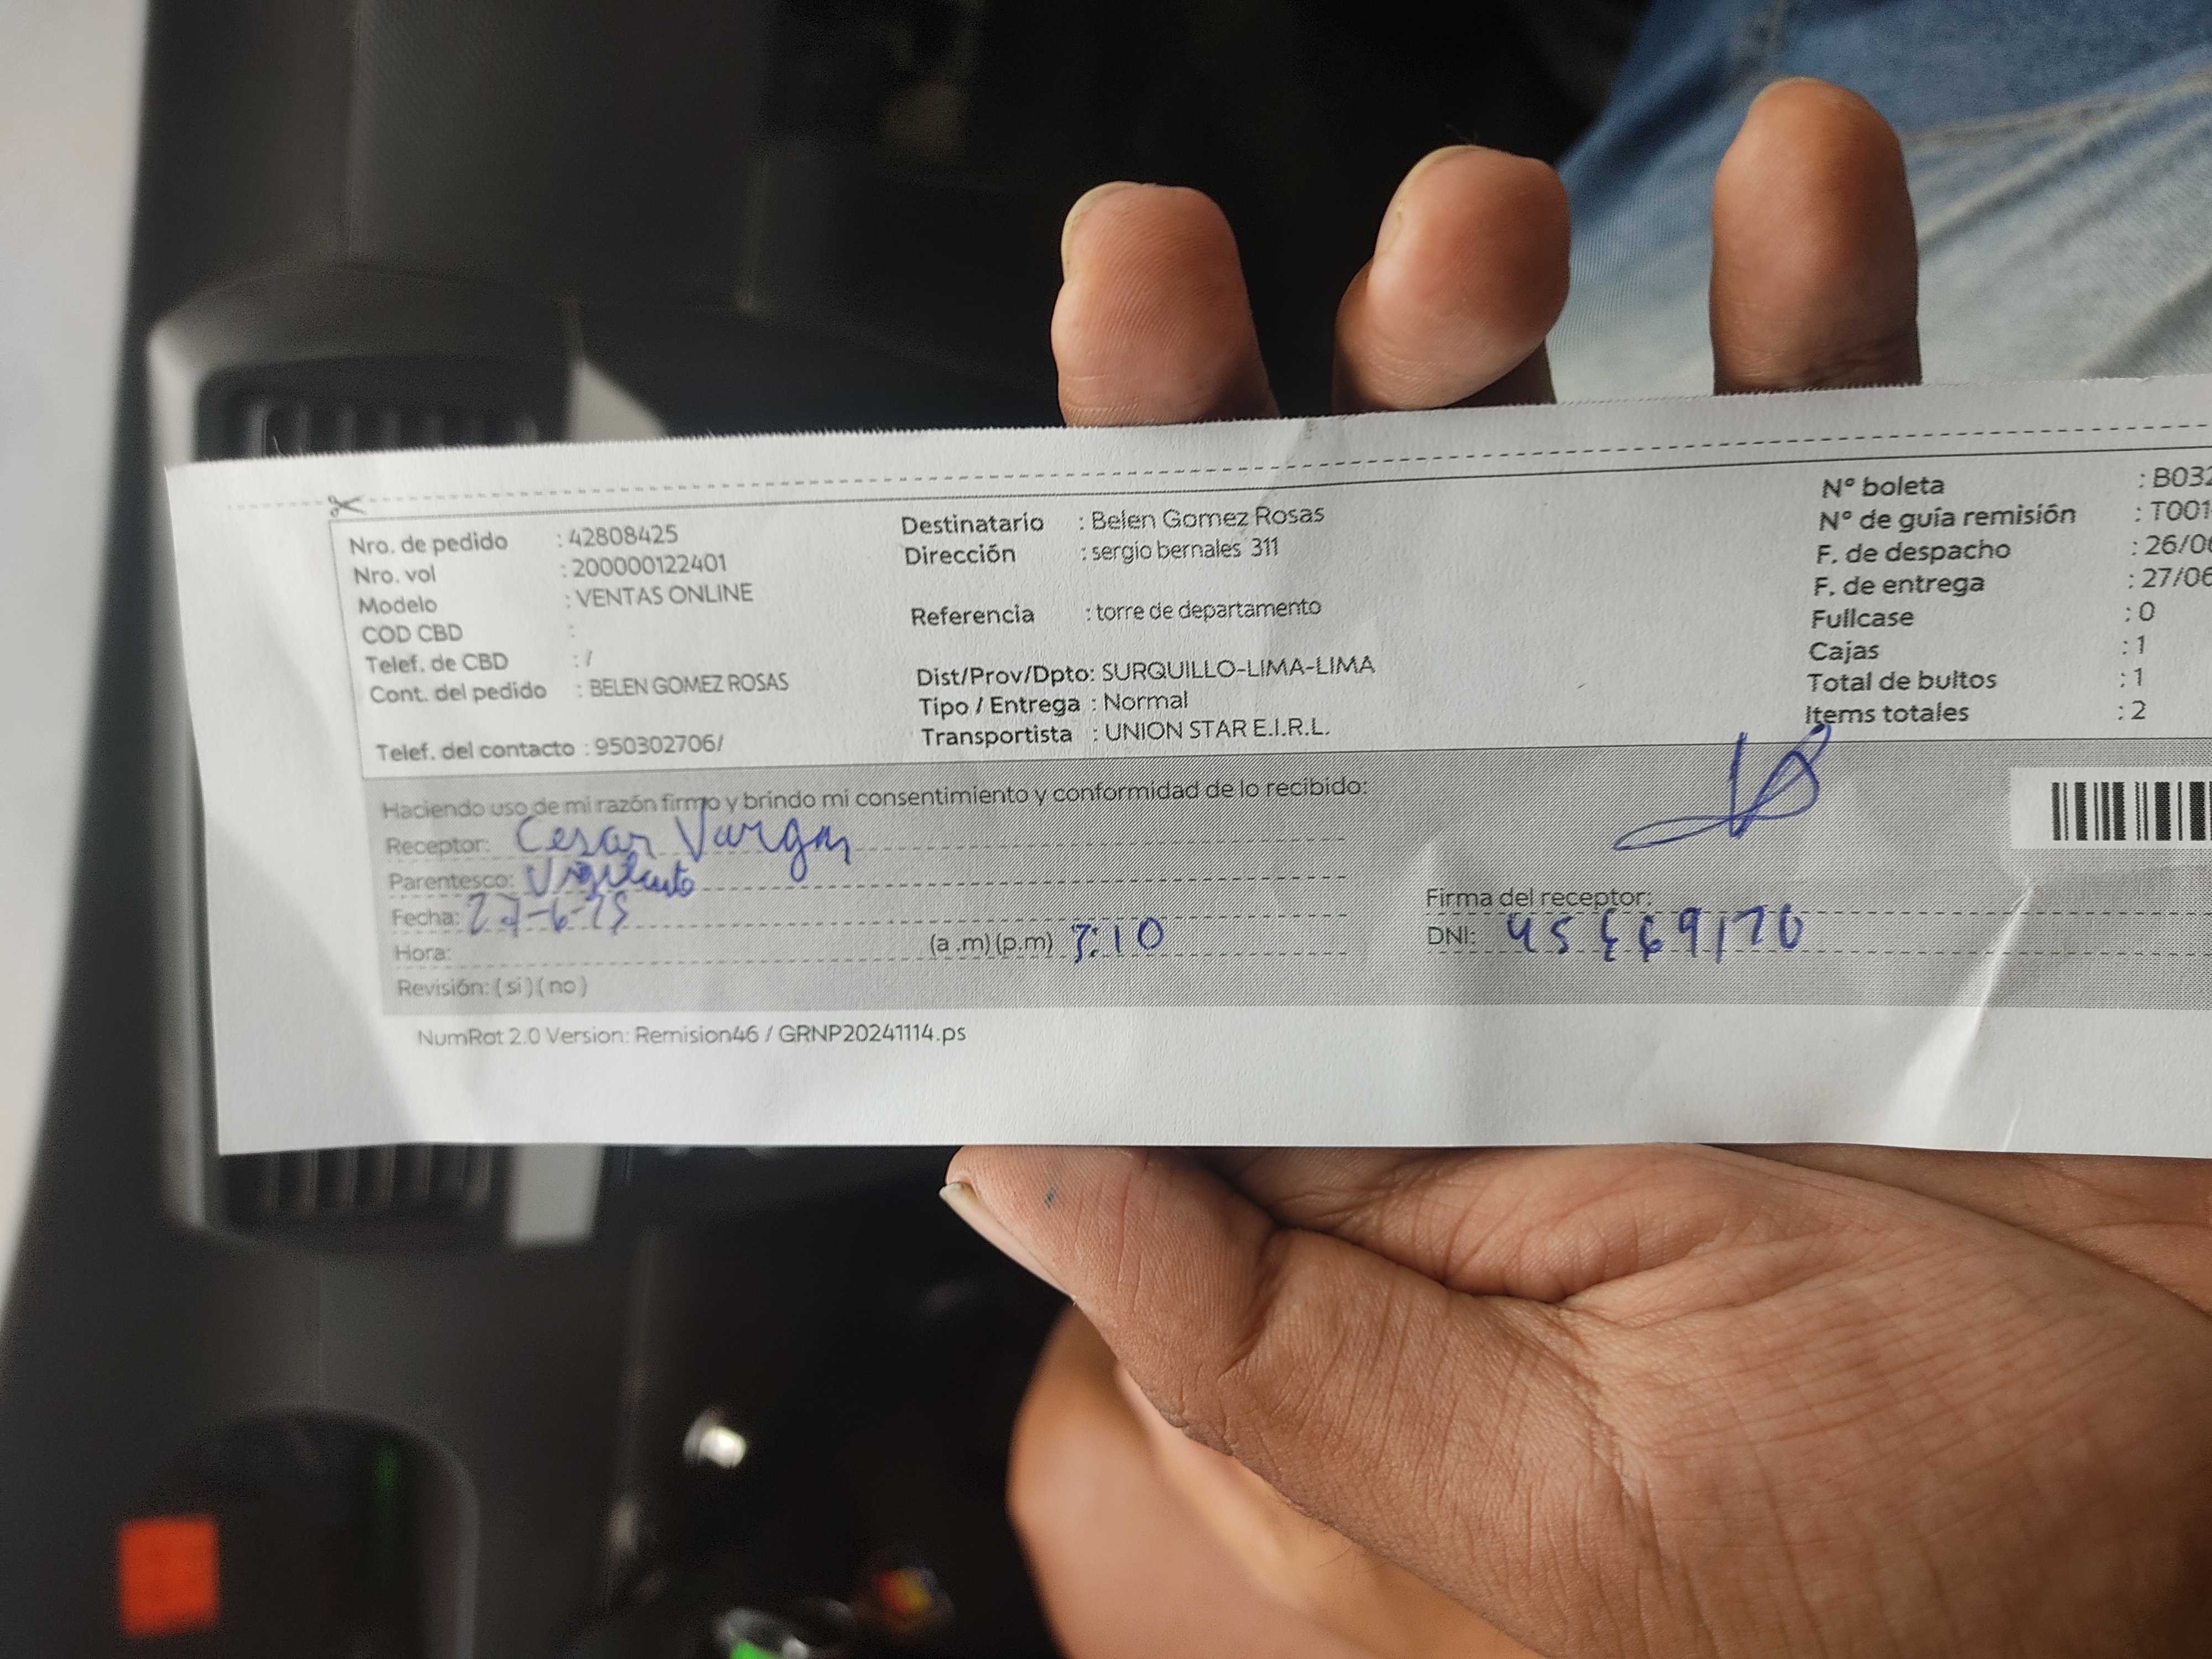 Nro. de pedido : 42808425
Nro. vol : 200000122401
Modelo : VENTAS ONLINE
COD CBD :
Telef. de CBD : /
Cont. del pedido : BELEN GOMEZ ROSAS
Telef. del contacto : 950302706/
Destinatario : Belen Gomez Rosas
Dirección : sergio bernales 311
Referencia : torre de departamento
Dist/Prov/Dpto: SURQUILLO-LIMA-LIMA
Tipo / Entrega : Normal
Transportista : UNION STAR E.I.R.L.
N° boleta : B032
N° de guía remisión : T001
F. de despacho : 26/0
F. de entrega : 27/06
Fullcase : 0
Cajas : 1
Total de bultos : 1
Items totales : 2
Haciendo uso de mi razón firmo y brindo mi consentimiento y conformidad de lo recibido:
Receptor: Cesar Vargas
Parentesco: Vigilante
Fecha: 27-6-25
Hora: (a .m) (p.m) 7:10
Revisión: ( si ) ( no )
Firma del receptor:
DNI:
NumRot 2.0 Version: Remision46 / GRNP20241114.ps